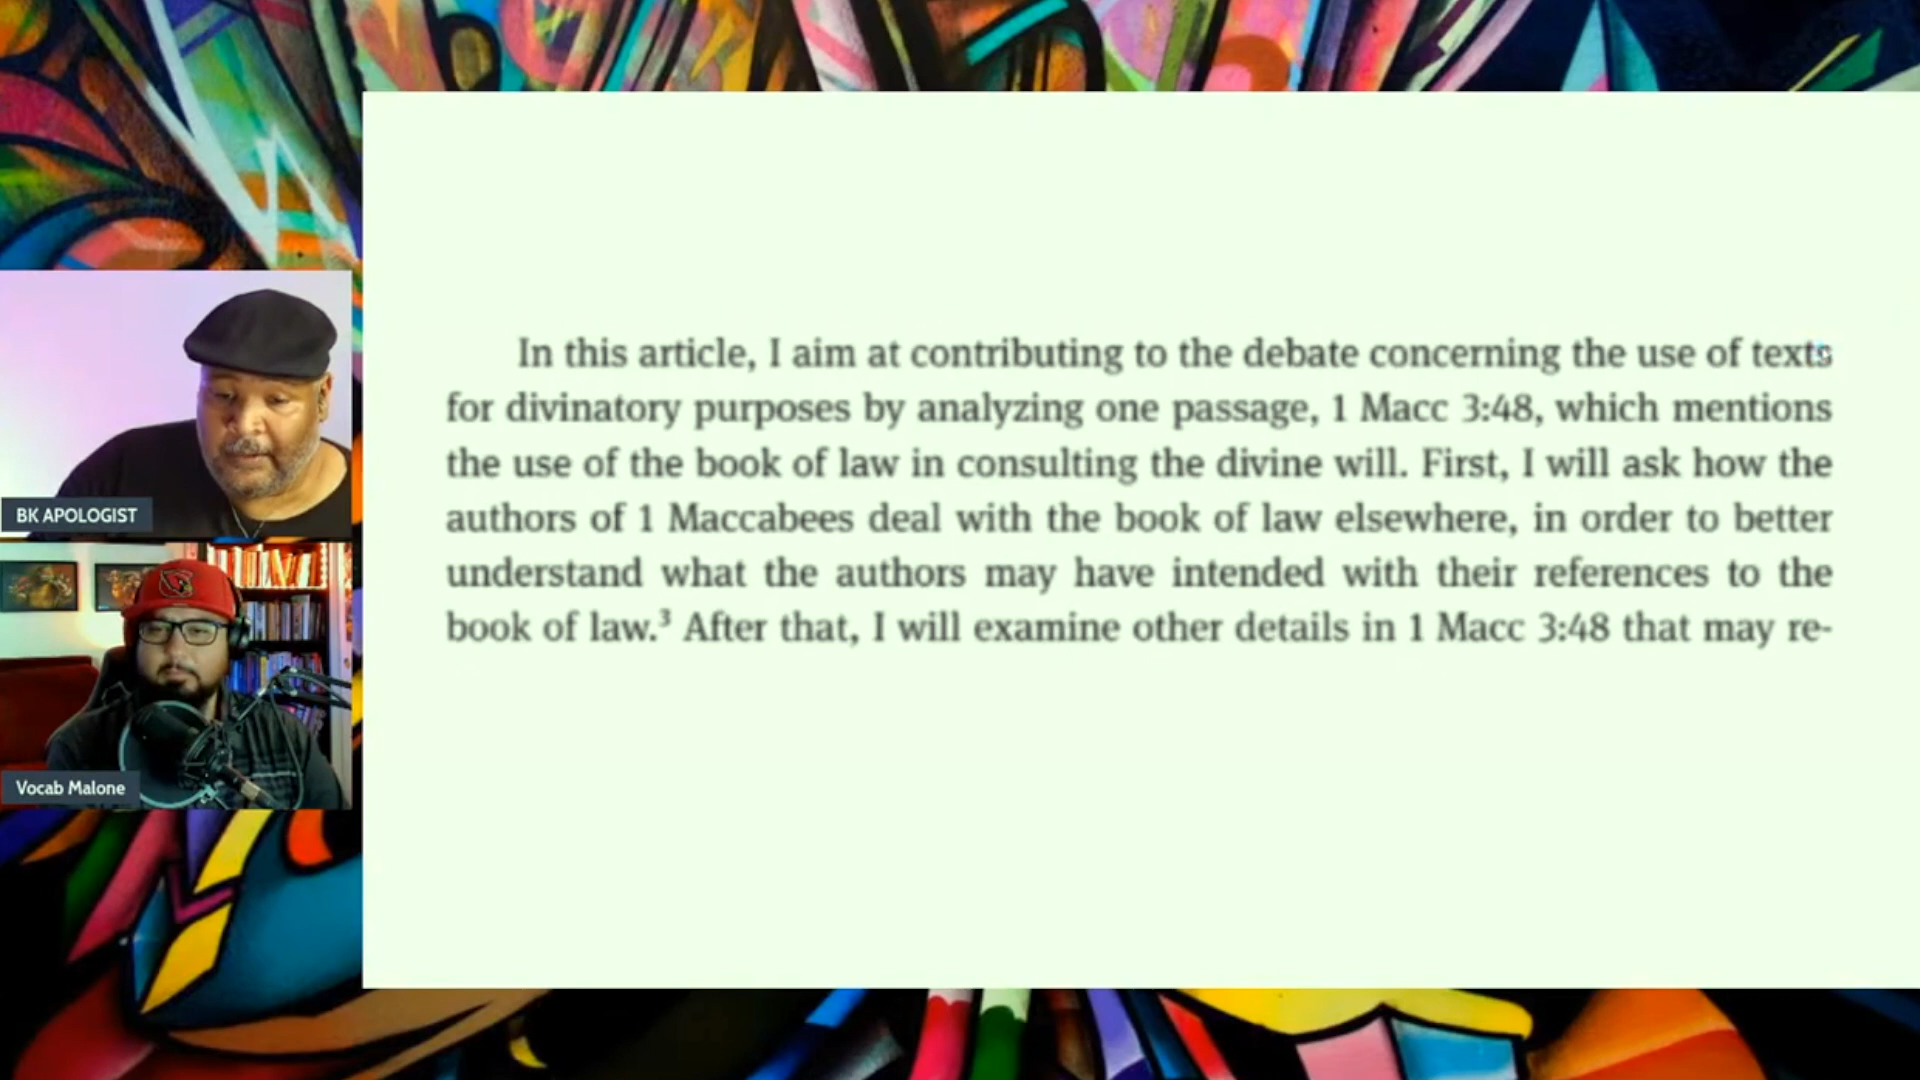 In this article, I aim at contributing to the debate concerning the use of texts
for divinatory purposes by analyzing one passage, 1 Macc 3:48, which mentions
the use of the book of law in consulting the divine will. First, I will ask how the
authors of 1 Maccabees deal with the book of law elsewhere, in order to better
understand what the authors may have intended with their references to the
book of law.³ After that, I will examine other details in 1 Macc 3:48 that may re-
BK APOLOGIST
Vocab Malone